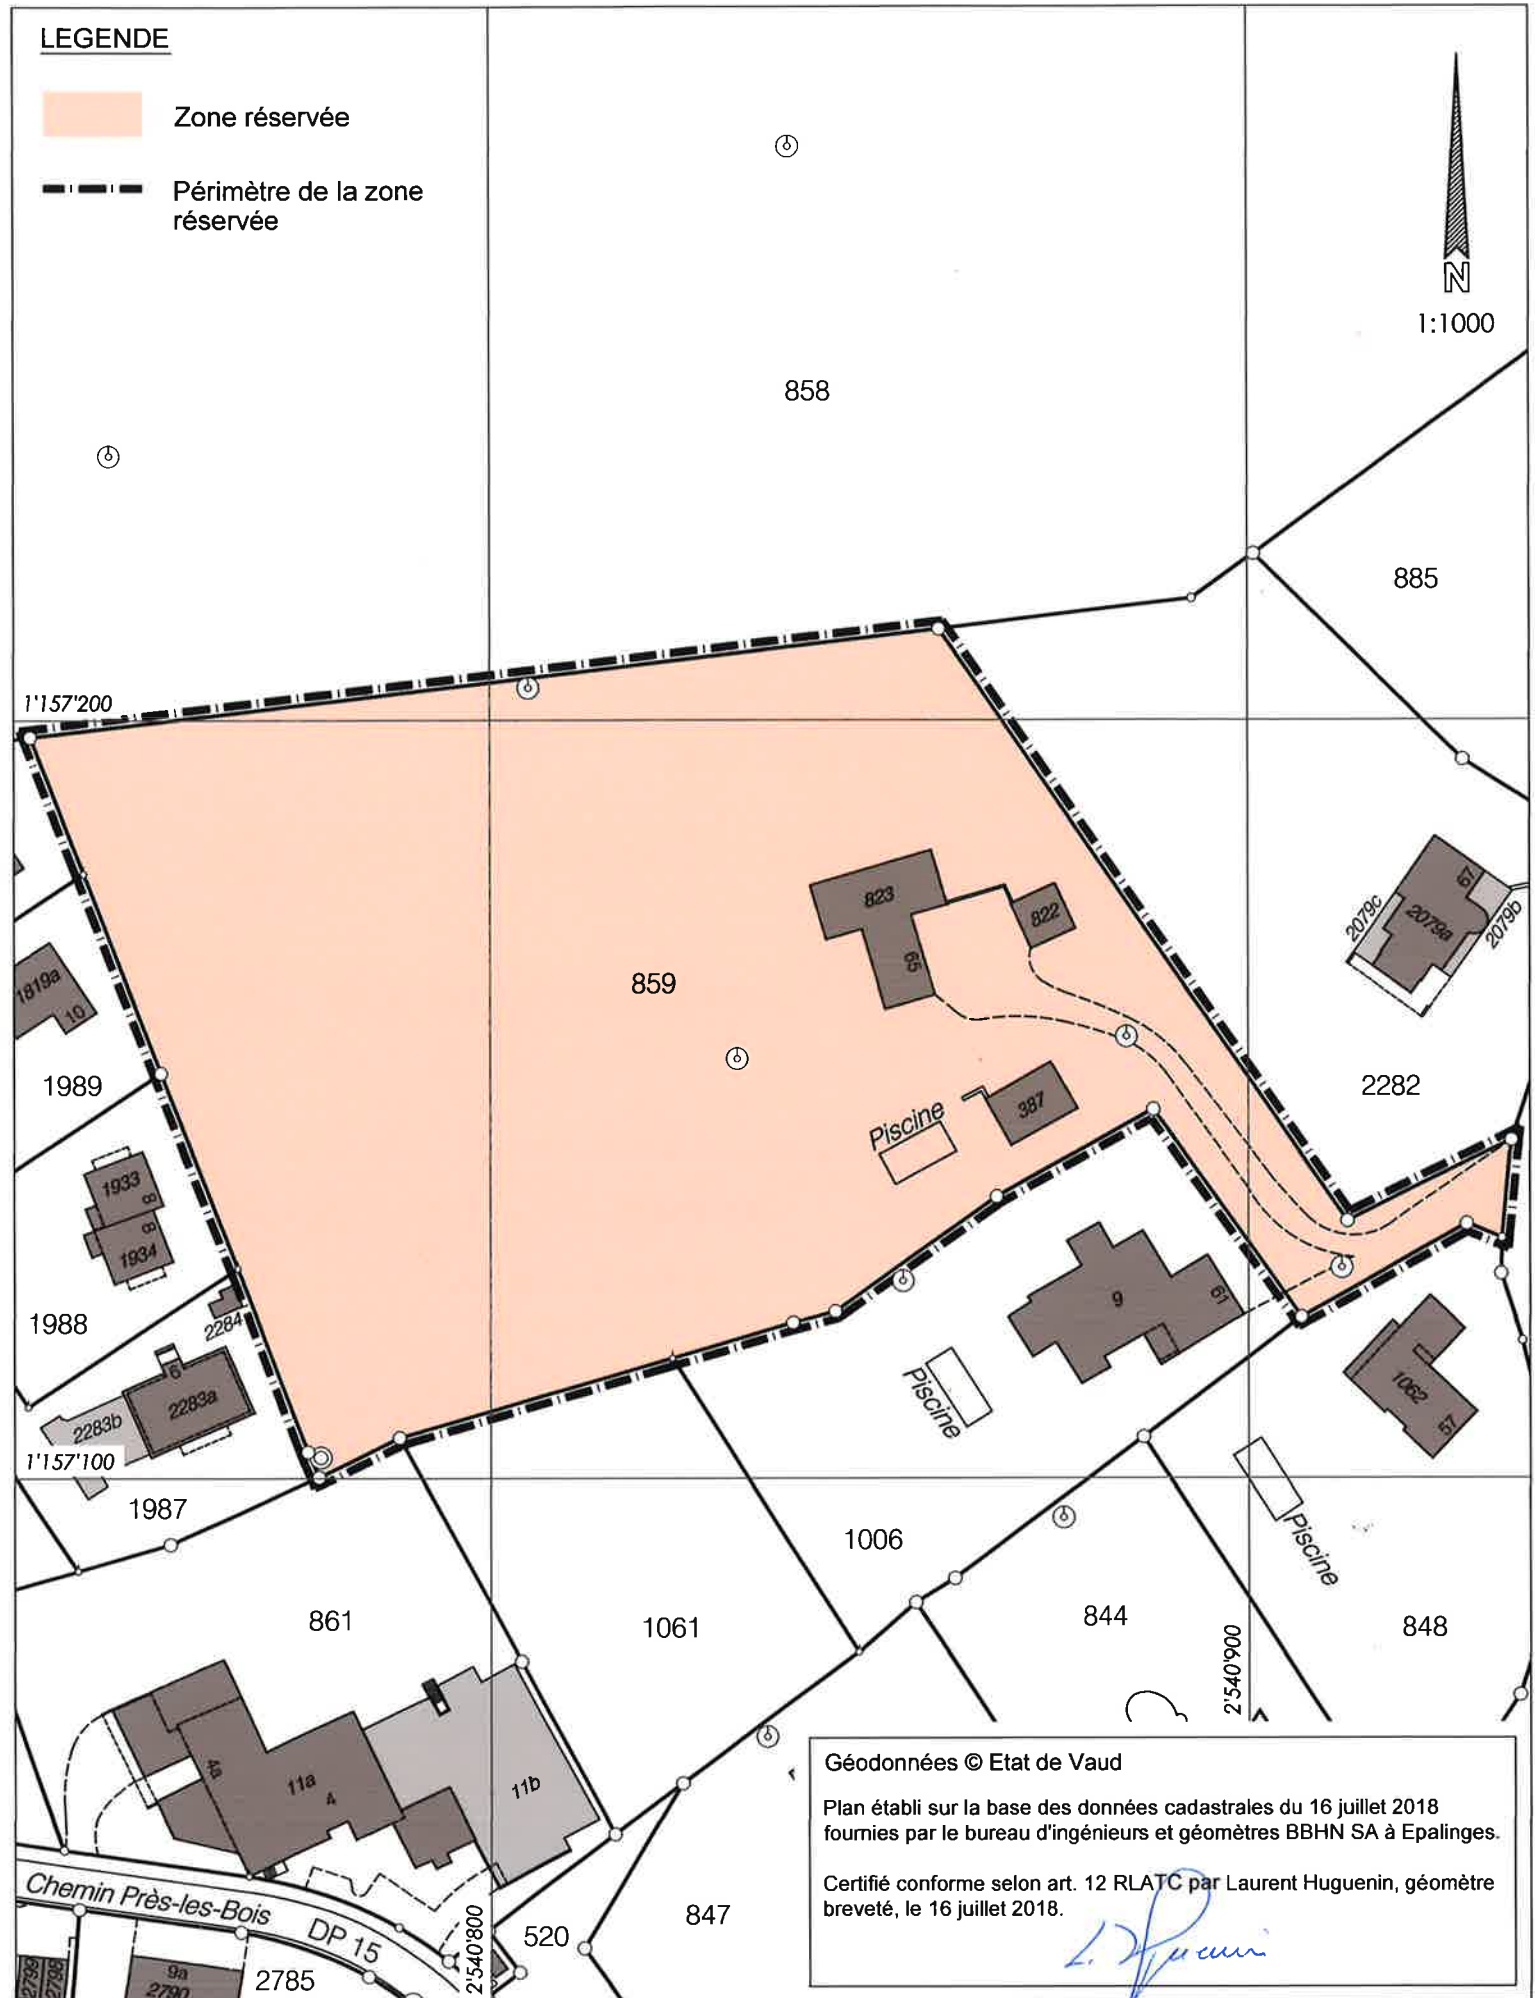 LEGENDE
Zone réservée
Périmètre de la zone
réservée
N
1:1000
858
885
1'157'200
823
822
65
67
2079c
2079a
2079b
859
1819a
10
1989
2282
387
Piscine
1933
8
8
1934
1988
2284
9
61
6
2283a
2283b
1062
57
Piscine
1'157'100
1987
1006
Piscine
861
1061
844
848
2'540'900
4a
11a
4
11b
Géodonnées © Etat de Vaud
Plan établi sur la base des données cadastrales du 16 juillet 2018
fournies par le bureau d'ingénieurs et géomètres BBHN SA à Epalinges.
Certifié conforme selon art. 12 RLATC par Laurent Huguenin, géomètre
breveté, le 16 juillet 2018.
Chemin Près-les-Bois
DP 15
2'540'800
520
847
2799
2798
9a
2790
2785